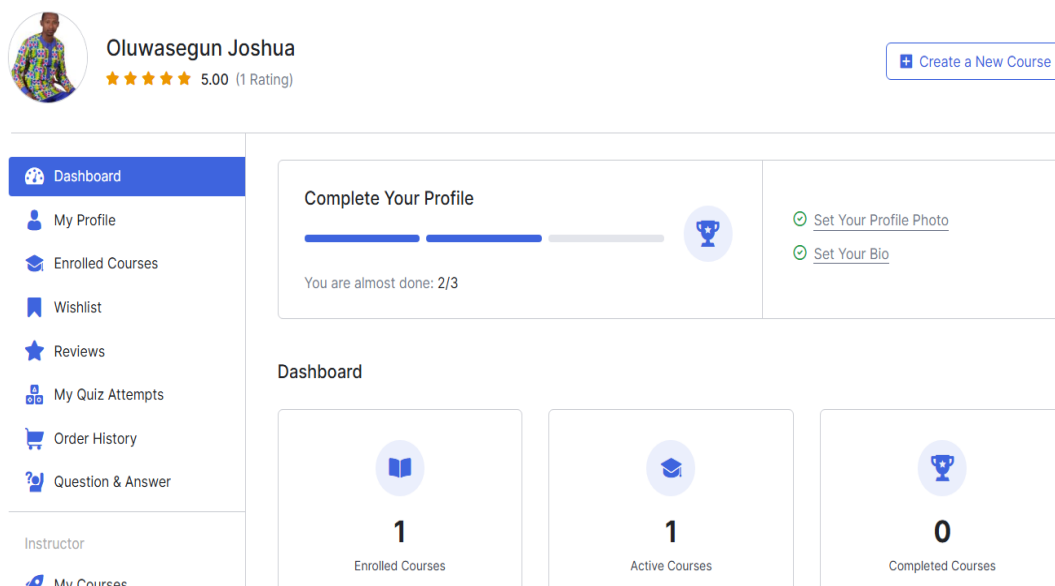 Oluwasegun Joshua
5.00 (1 Rating)
Create a New Course
Dashboard
My Profile
Enrolled Courses
Wishlist
Reviews
My Quiz Attempts
Order History
Question & Answer
Instructor
My Courses
Complete Your Profile
You are almost done: 2/3
Set Your Profile Photo
Set Your Bio
Dashboard
1
Enrolled Courses
1
Active Courses
0
Completed Courses